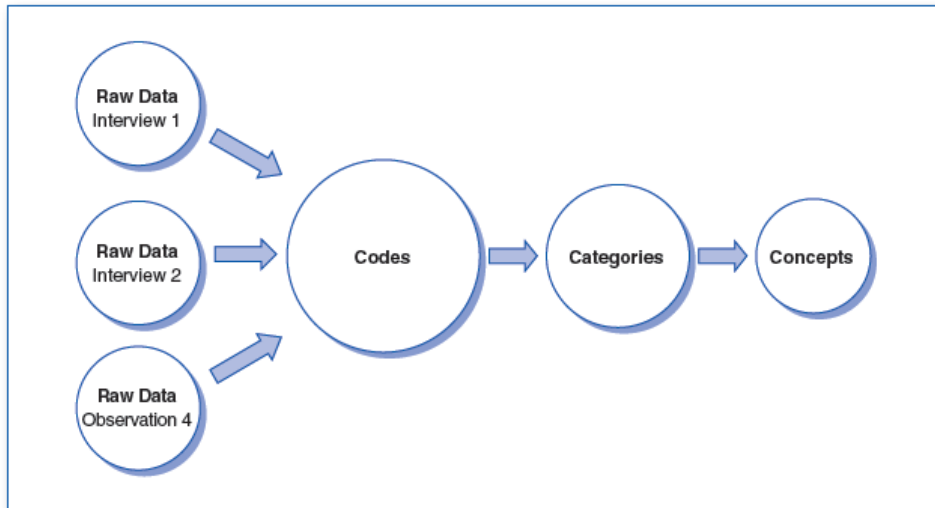 Raw Data
Interview 1
Raw Data
Interview 2
Raw Data
Observation 4
Codes
Categories
Concepts